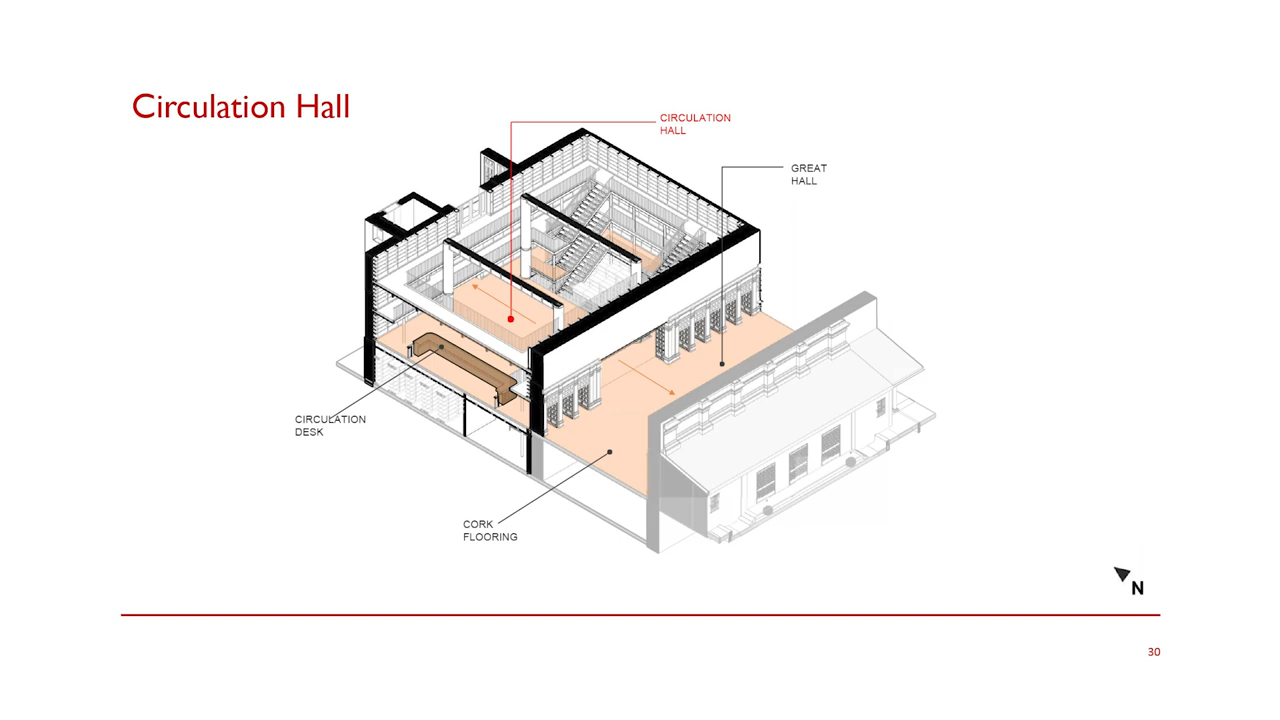 Circulation Hall
CIRCULATION
HALL
GREAT
HALL
CIRCULATION
DESK
CORK
FLOORING
N
30